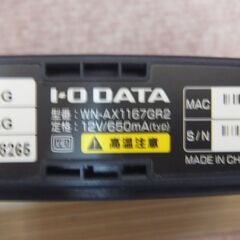 I-O DATA
型番: WN-AX1167GR2
定格: 12V/650mA(typ)
高温注意
G
G
8265
MAC
S/N
MADE IN CH